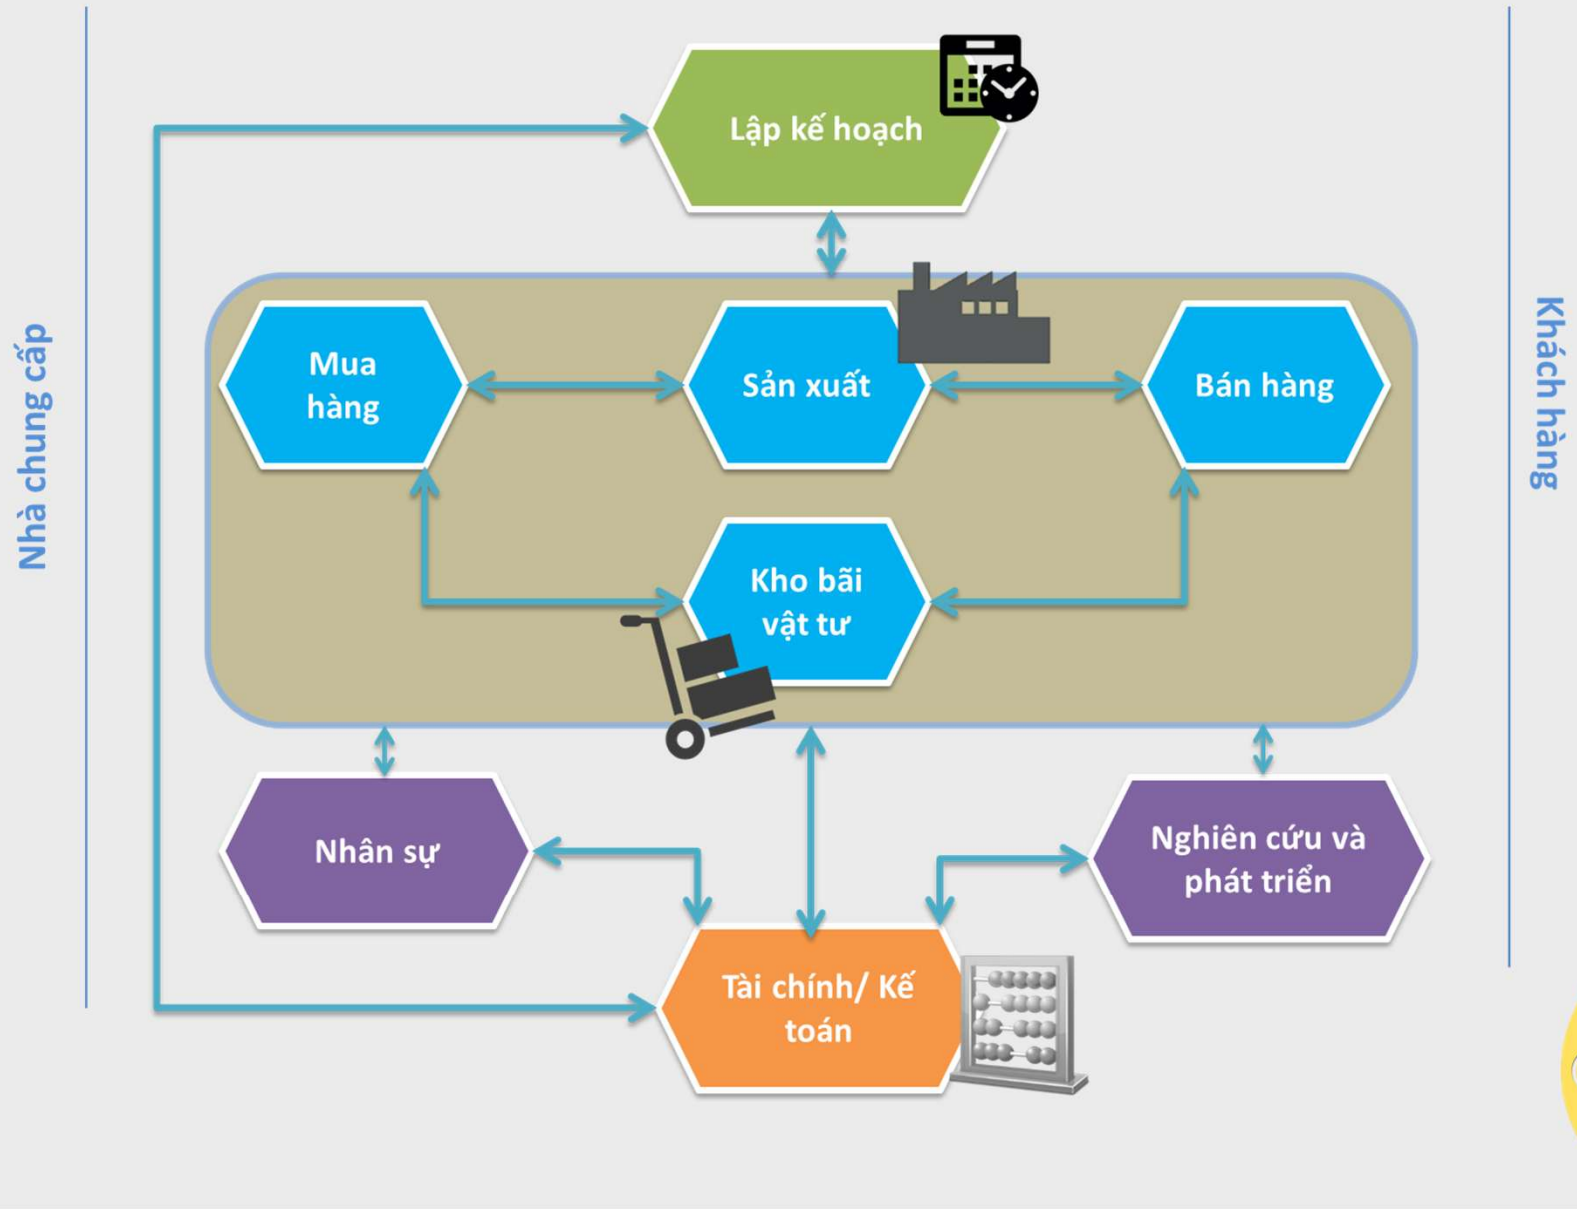 Lập kế hoạch
Nhà chung cấp
Mua
hàng
Sản xuất
Bán hàng
Khách hàng
Kho bãi
vật tư
Nhân sự
Nghiên cứu và
phát triển
Tài chính/ Kế
toán